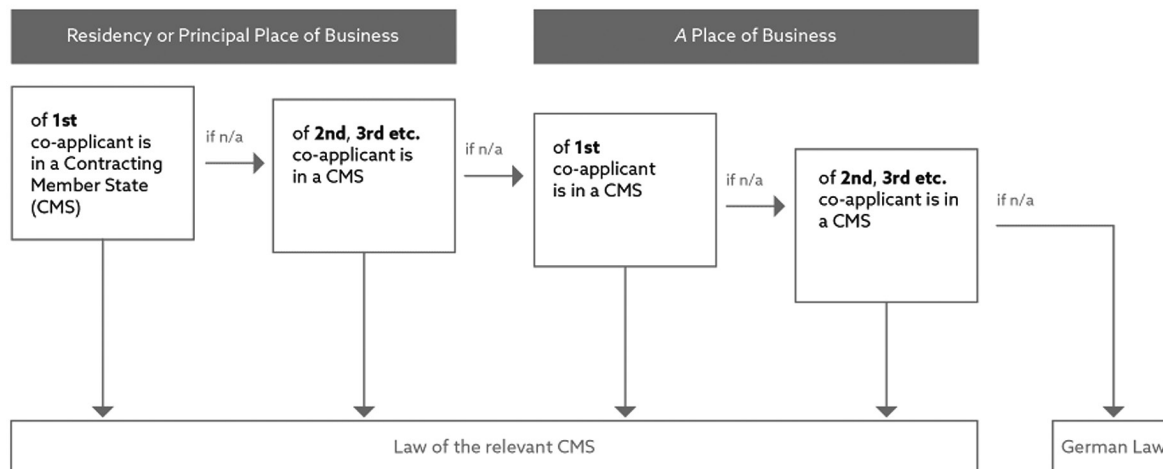 Residency or Principal Place of Business
A Place of Business
of 1st
co-applicant is
in a Contracting
Member State
(CMS)
if n/a
of 2nd, 3rd etc.
co-applicant is
in a CMS
if n/a
of 1st
co-applicant
is in a CMS
if n/a
of 2nd, 3rd etc.
co-applicant is in
a CMS
if n/a
Law of the relevant CMS
German Law